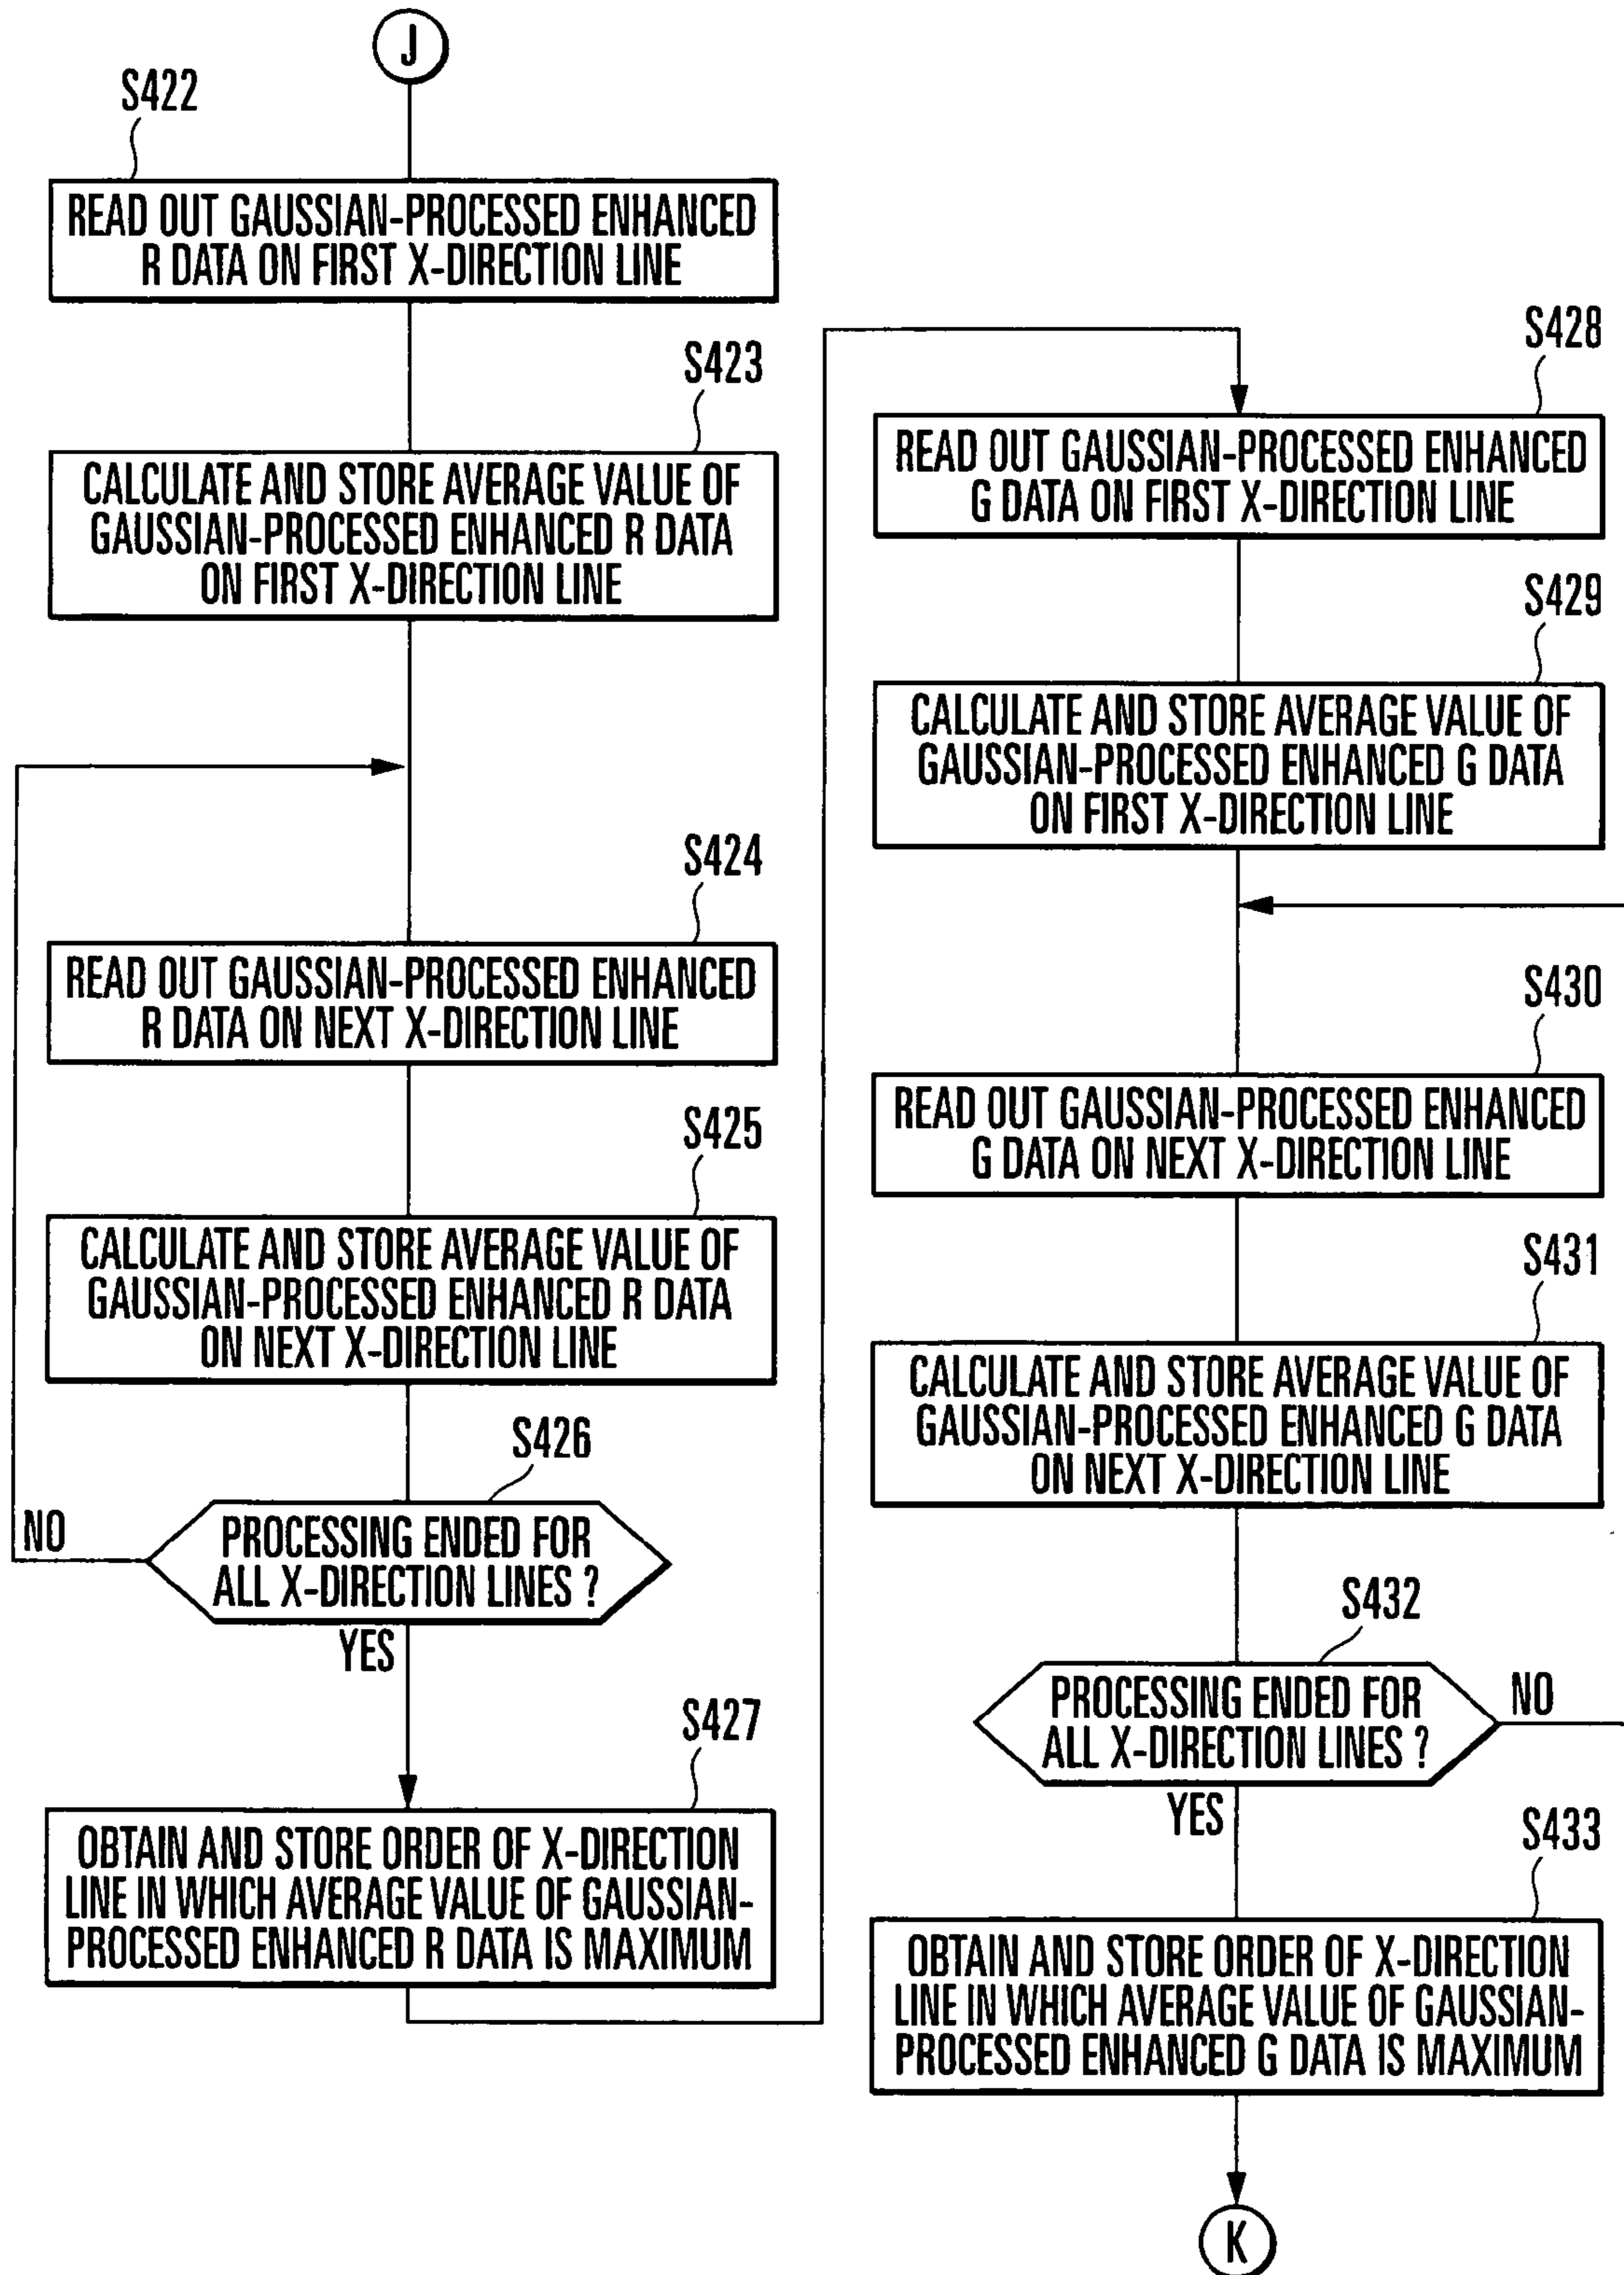 J
S422
READ OUT GAUSSIAN-PROCESSED ENHANCED
R DATA ON FIRST X-DIRECTION LINE
S423
CALCULATE AND STORE AVERAGE VALUE OF
GAUSSIAN-PROCESSED ENHANCED R DATA
ON FIRST X-DIRECTION LINE
S424
READ OUT GAUSSIAN-PROCESSED ENHANCED
R DATA ON NEXT X-DIRECTION LINE
S425
CALCULATE AND STORE AVERAGE VALUE OF
GAUSSIAN-PROCESSED ENHANCED R DATA
ON NEXT X-DIRECTION LINE
S426
NO
PROCESSING ENDED FOR
ALL X-DIRECTION LINES ?
YES
S427
OBTAIN AND STORE ORDER OF X-DIRECTION
LINE IN WHICH AVERAGE VALUE OF GAUSSIAN-
PROCESSED ENHANCED R DATA IS MAXIMUM
S428
READ OUT GAUSSIAN-PROCESSED ENHANCED
G DATA ON FIRST X-DIRECTION LINE
S429
CALCULATE AND STORE AVERAGE VALUE OF
GAUSSIAN-PROCESSED ENHANCED G DATA
ON FIRST X-DIRECTION LINE
S430
READ OUT GAUSSIAN-PROCESSED ENHANCED
G DATA ON NEXT X-DIRECTION LINE
S431
CALCULATE AND STORE AVERAGE VALUE OF
GAUSSIAN-PROCESSED ENHANCED G DATA
ON NEXT X-DIRECTION LINE
S432
PROCESSING ENDED FOR
ALL X-DIRECTION LINES ?
NO
YES
S433
OBTAIN AND STORE ORDER OF X-DIRECTION
LINE IN WHICH AVERAGE VALUE OF GAUSSIAN-
PROCESSED ENHANCED G DATA IS MAXIMUM
K